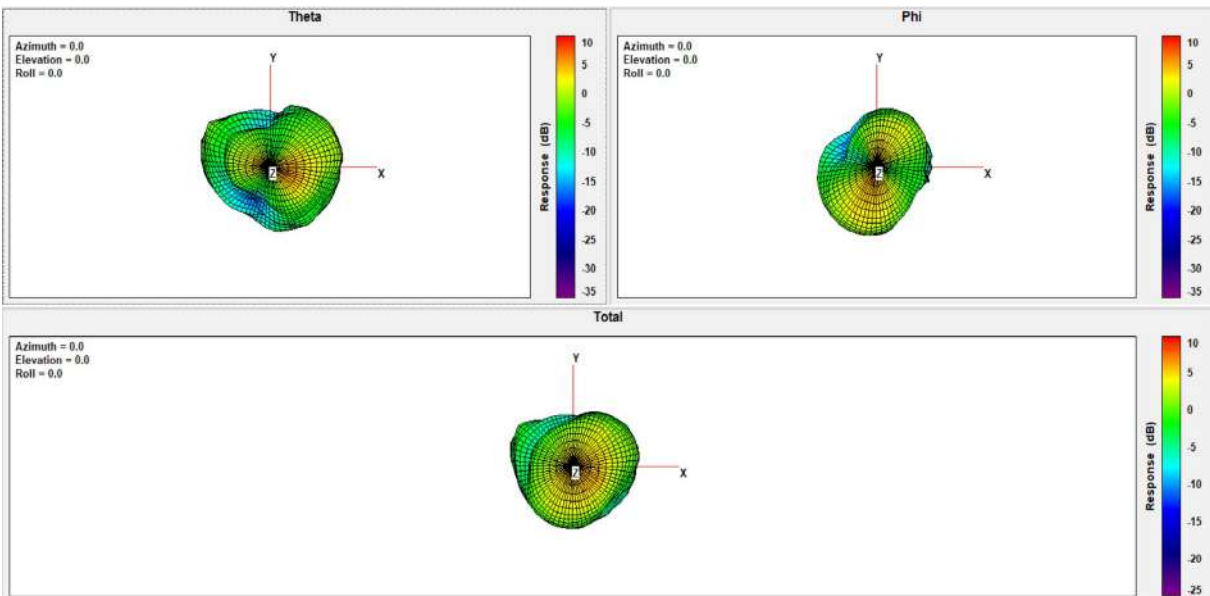 Theta
Azimuth = 0.0
Elevation = 0.0
Roll = 0.0
Y
Z
X
10
5
0
-5
-10
-15
-20
-25
-30
-35
Response (dB)
Phi
Azimuth = 0.0
Elevation = 0.0
Roll = 0.0
Y
Z
X
10
5
0
-5
-10
-15
-20
-25
-30
-35
Response (dB)
Total
Azimuth = 0.0
Elevation = 0.0
Roll = 0.0
Y
Z
X
10
5
0
-5
-10
-15
-20
-25
Response (dB)